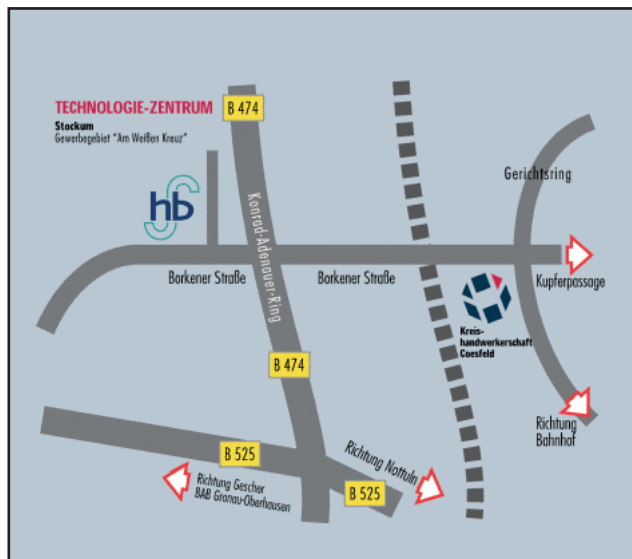 TECHNOLOGIE-ZENTRUM
Stockum
Gewerbegebiet "Am Weißen Kreuz"
B 474
hb
Konrad-Adenauer-Ring
Gerichtsring
Borkener Straße
Borkener Straße
Kupferpassage
Kreis-
handwerkerschaft
Coesfeld
B 474
Richtung
Bahnhof
B 525
Richtung Nottuln
Richtung Gescher
BAB Gronau-Oberhausen
B 525